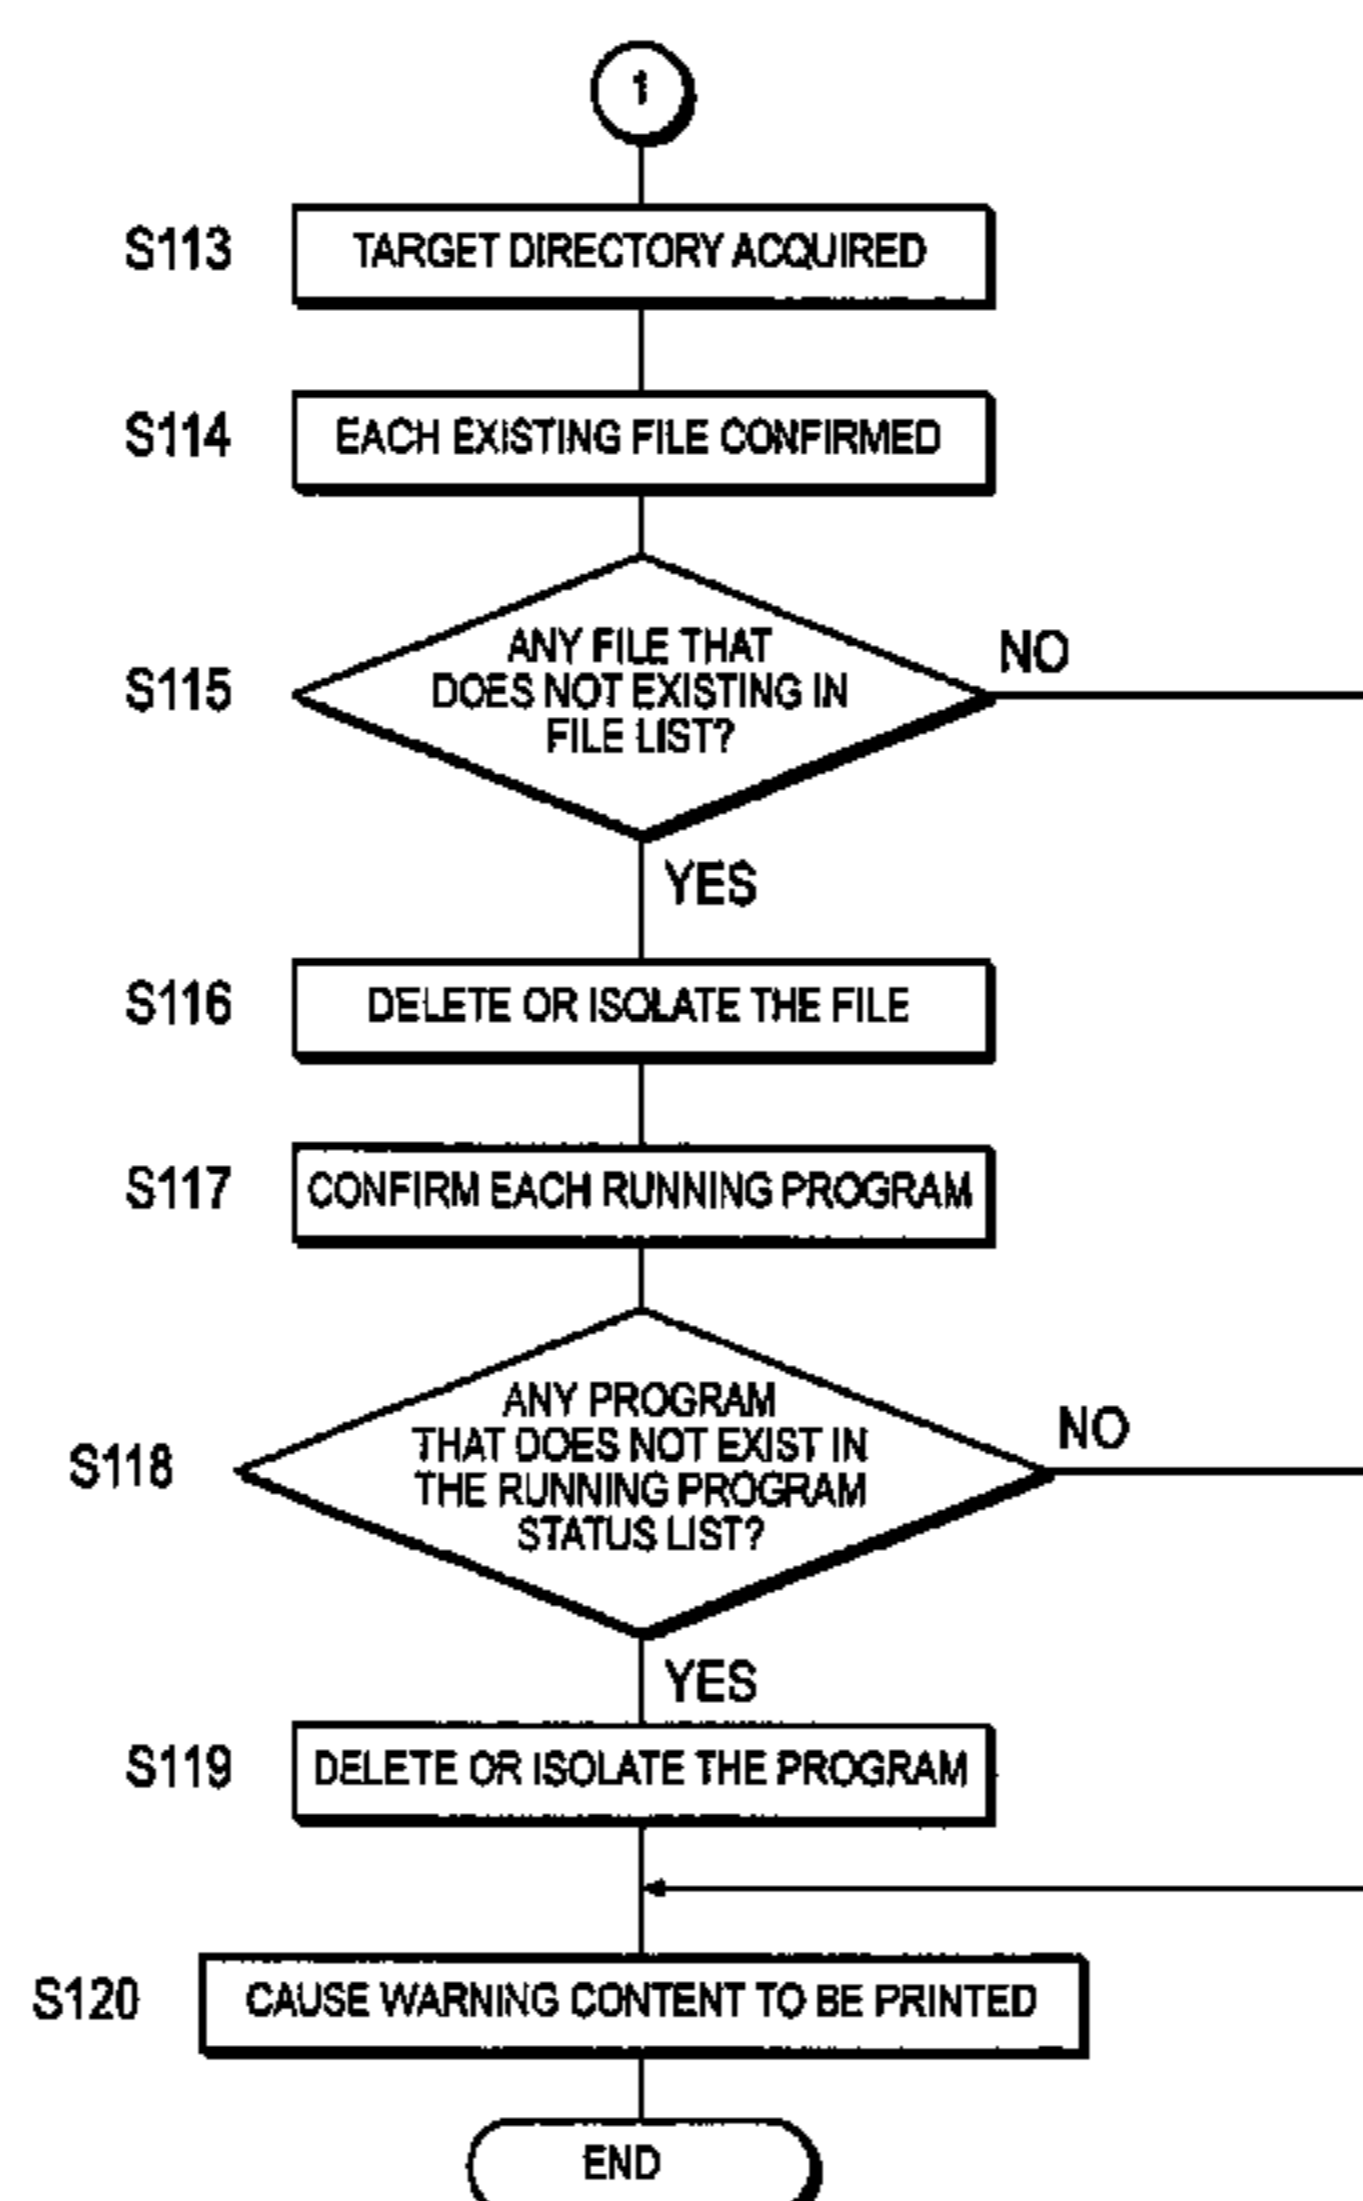 1
S113
TARGET DIRECTORY ACQUIRED
S114
EACH EXISTING FILE CONFIRMED
S115
ANY FILE THAT
DOES NOT EXISTING IN
FILE LIST?
NO
YES
S116
DELETE OR ISOLATE THE FILE
S117
CONFIRM EACH RUNNING PROGRAM
S118
ANY PROGRAM
THAT DOES NOT EXIST IN
THE RUNNING PROGRAM
STATUS LIST?
NO
YES
S119
DELETE OR ISOLATE THE PROGRAM
S120
CAUSE WARNING CONTENT TO BE PRINTED
END